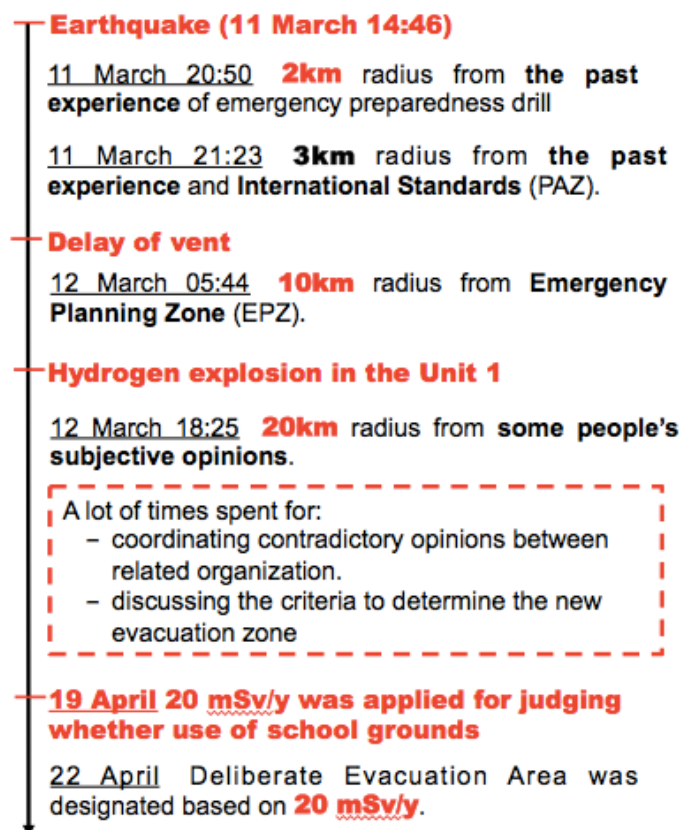 Earthquake (11 March 14:46)
11 March 20:50 2km radius from the past
experience of emergency preparedness drill
11 March 21:23 3km radius from the past
experience and International Standards (PAZ).
Delay of vent
12 March 05:44 10km radius from Emergency
Planning Zone (EPZ).
Hydrogen explosion in the Unit 1
12 March 18:25 20km radius from some people's
subjective opinions.
A lot of times spent for:
– coordinating contradictory opinions between
related organization.
– discussing the criteria to determine the new
evacuation zone
19 April 20 mSv/y was applied for judging
whether use of school grounds
22 April Deliberate Evacuation Area was
designated based on 20 mSv/y.